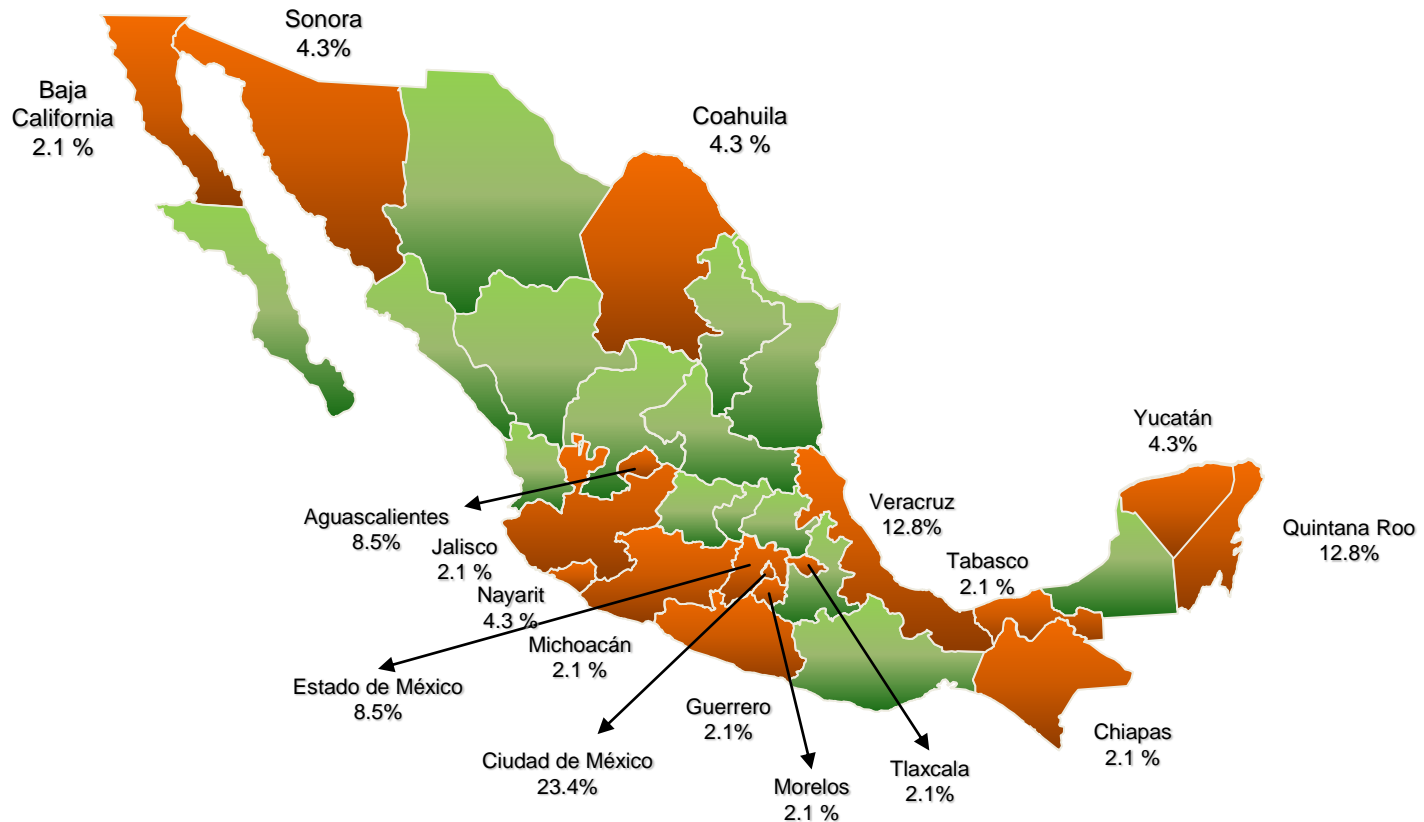 Sonora
4.3%
Baja
California
2.1 %
Coahuila
4.3 %
Yucatán
4.3%
Veracruz
12.8%
Quintana Roo
12.8%
Aguascalientes
8.5%
Jalisco
2.1 %
Tabasco
2.1 %
Nayarit
4.3 %
Michoacán
2.1 %
Estado de México
8.5%
Guerrero
2.1%
Chiapas
2.1 %
Ciudad de México
23.4%
Tlaxcala
2.1%
Morelos
2.1 %